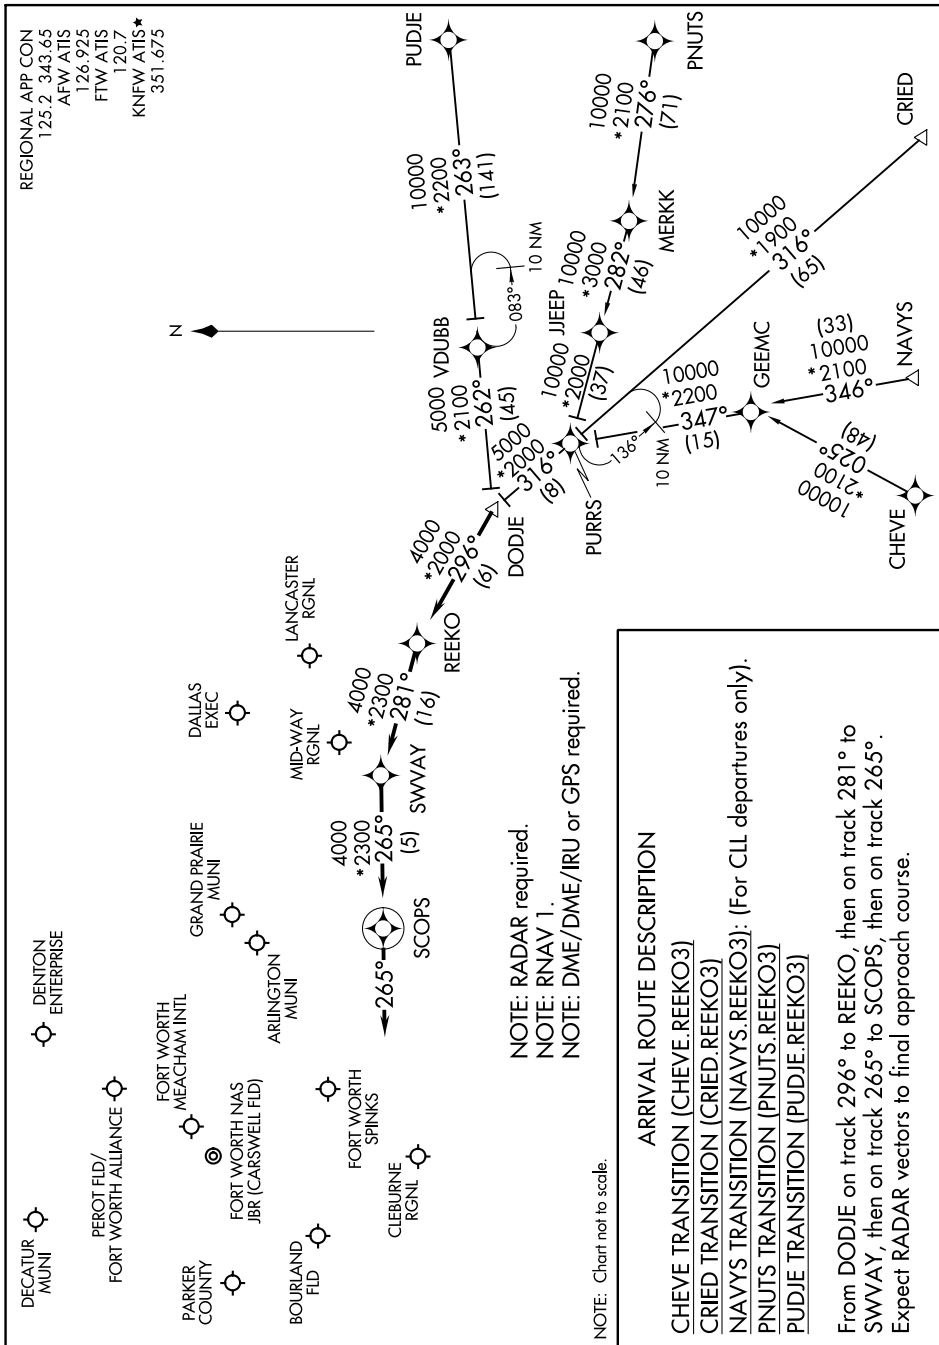 REGIONAL APP CON
125.2 343.65
AFW ATIS
126.925
FTW ATIS
120.7
KNFW ATIS★
351.675
N
DECATUR
MUNI
DENTON
ENTERPRISE
PEROT FLD/
FORT WORTH ALLIANCE
FORT WORTH
MEACHAM INTL
FORT WORTH NAS
JBR (CARSWELL FLD)
PARKER
COUNTY
BOURLAND
FLD
FORT WORTH
SPINKS
CLEBURNE
RGNL
GRAND PRAIRIE
MUNI
ARLINGTON
MUNI
DALLAS
EXEC
LANCASTER
RGNL
MID-WAY
RGNL
PUDJE
10000
*2200
263°
(141)
10 NM
083°
VDUBB
5000
*2100
262°
(45)
PNUTS
10000
*2100
276°
(71)
MERKK
10000
*3000
282°
(46)
JJEEP
10000
*2000
(37)
CRIED
10000
*1900
316°
(65)
NAVYS
(33)
10000
*2100
346°
GEEMC
10000
*2200
347°
(15)
CHEVE
10000
*2100
025°
(48)
136°
10 NM
PURRS
5000
*2000
316°
(8)
DODJE
4000
*2000
296°
(6)
REEKO
4000
*2300
281°
(16)
SWVAY
4000
*2300
265°
(5)
SCOPS
265°
NOTE: RADAR required.
NOTE: RNAV 1.
NOTE: DME/DME/IRU or GPS required.
NOTE: Chart not to scale.
ARRIVAL ROUTE DESCRIPTION
CHEVE TRANSITION (CHEVE.REEKO3)
CRIED TRANSITION (CRIED.REEKO3)
NAVYS TRANSITION (NAVYS.REEKO3): (For CLL departures only).
PNUTS TRANSITION (PNUTS.REEKO3)
PUDJE TRANSITION (PUDJE.REEKO3)
From DODJE on track 296° to REEKO, then on track 281° to
SWVAY, then on track 265° to SCOPS, then on track 265°.
Expect RADAR vectors to final approach course.